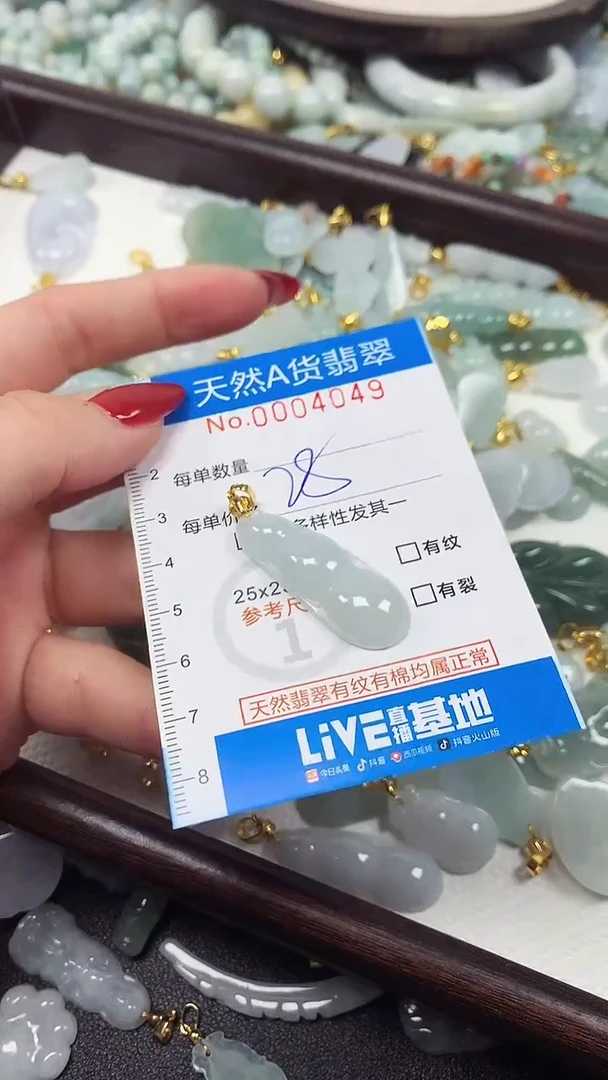 天然A货翡翠
No.0004049
2
每单数量 28
3
每单价 多样性发其一
4
有纹
25x2
5
参考尺
有裂
1
6
天然翡翠有纹有棉均属正常
7
LiVE直播基地
8
今日头条 抖音 西瓜视频 抖音火山版